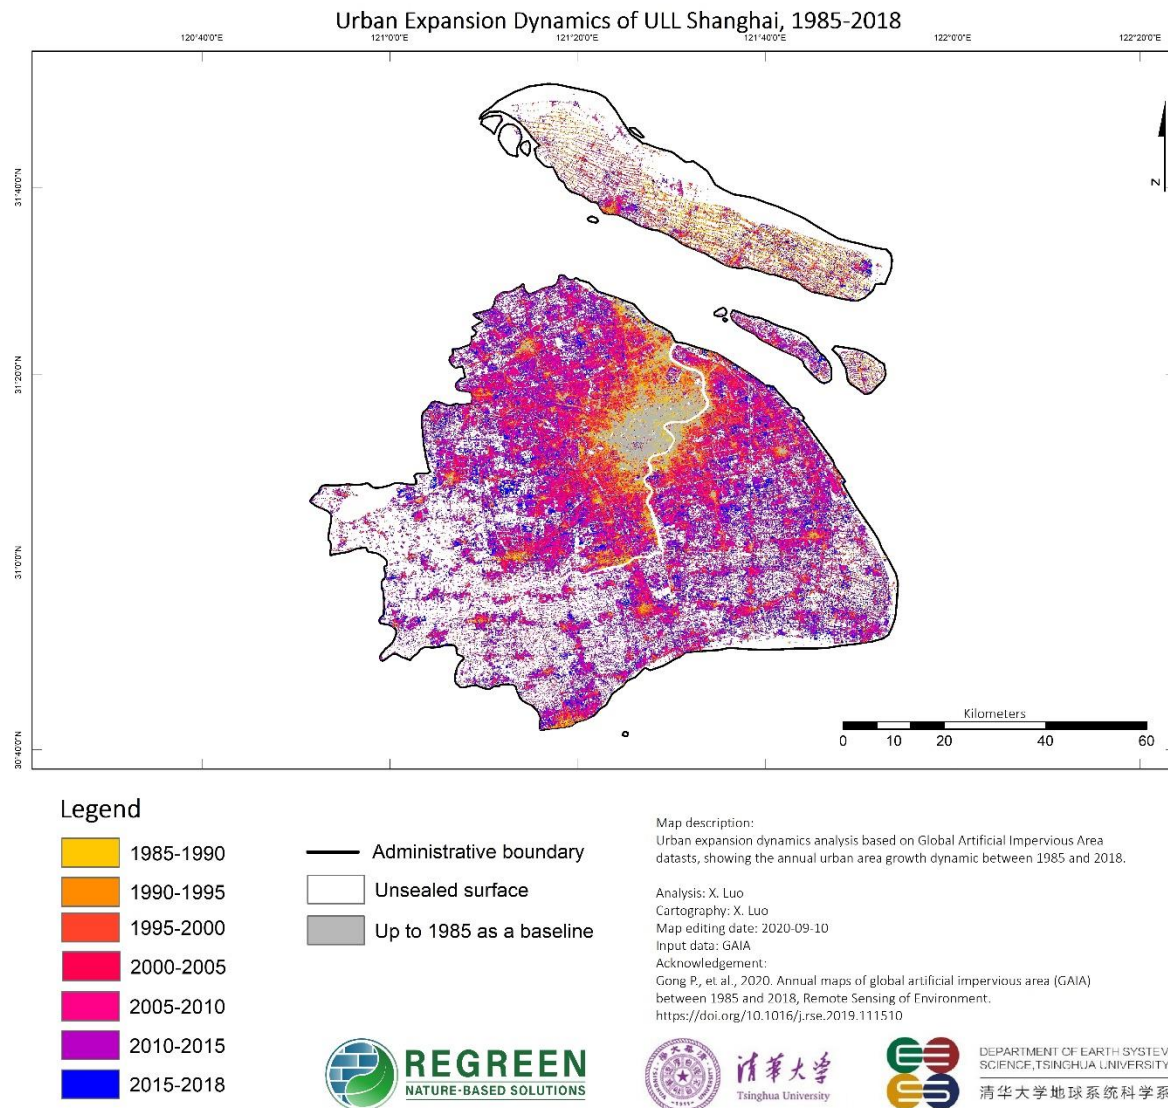 Urban Expansion Dynamics of ULL Shanghai, 1985-2018
120°40'0"E 121°0'0"E 121°20'0"E 121°40'0"E 122°0'0"E 122°20'0"E
31°40'0"N
31°20'0"N
31°0'0"N
30°40'0"N
N
Kilometers
0 10 20 40 60
Legend
1985-1990
1990-1995
1995-2000
2000-2005
2005-2010
2010-2015
2015-2018
Administrative boundary
Unsealed surface
Up to 1985 as a baseline
Map description:
Urban expansion dynamics analysis based on Global Artificial Impervious Area
datasts, showing the annual urban area growth dynamic between 1985 and 2018.
Analysis: X. Luo
Cartography: X. Luo
Map editing date: 2020-09-10
Input data: GAIA
Acknowledgement:
Gong P., et al., 2020. Annual maps of global artificial impervious area (GAIA)
between 1985 and 2018, Remote Sensing of Environment.
https://doi.org/10.1016/j.rse.2019.111510
REGREEN
NATURE-BASED SOLUTIONS
清华大学
Tsinghua University
DEPARTMENT OF EARTH SYSTEM
SCIENCE,TSINGHUA UNIVERSITY
清华大学地球系统科学系